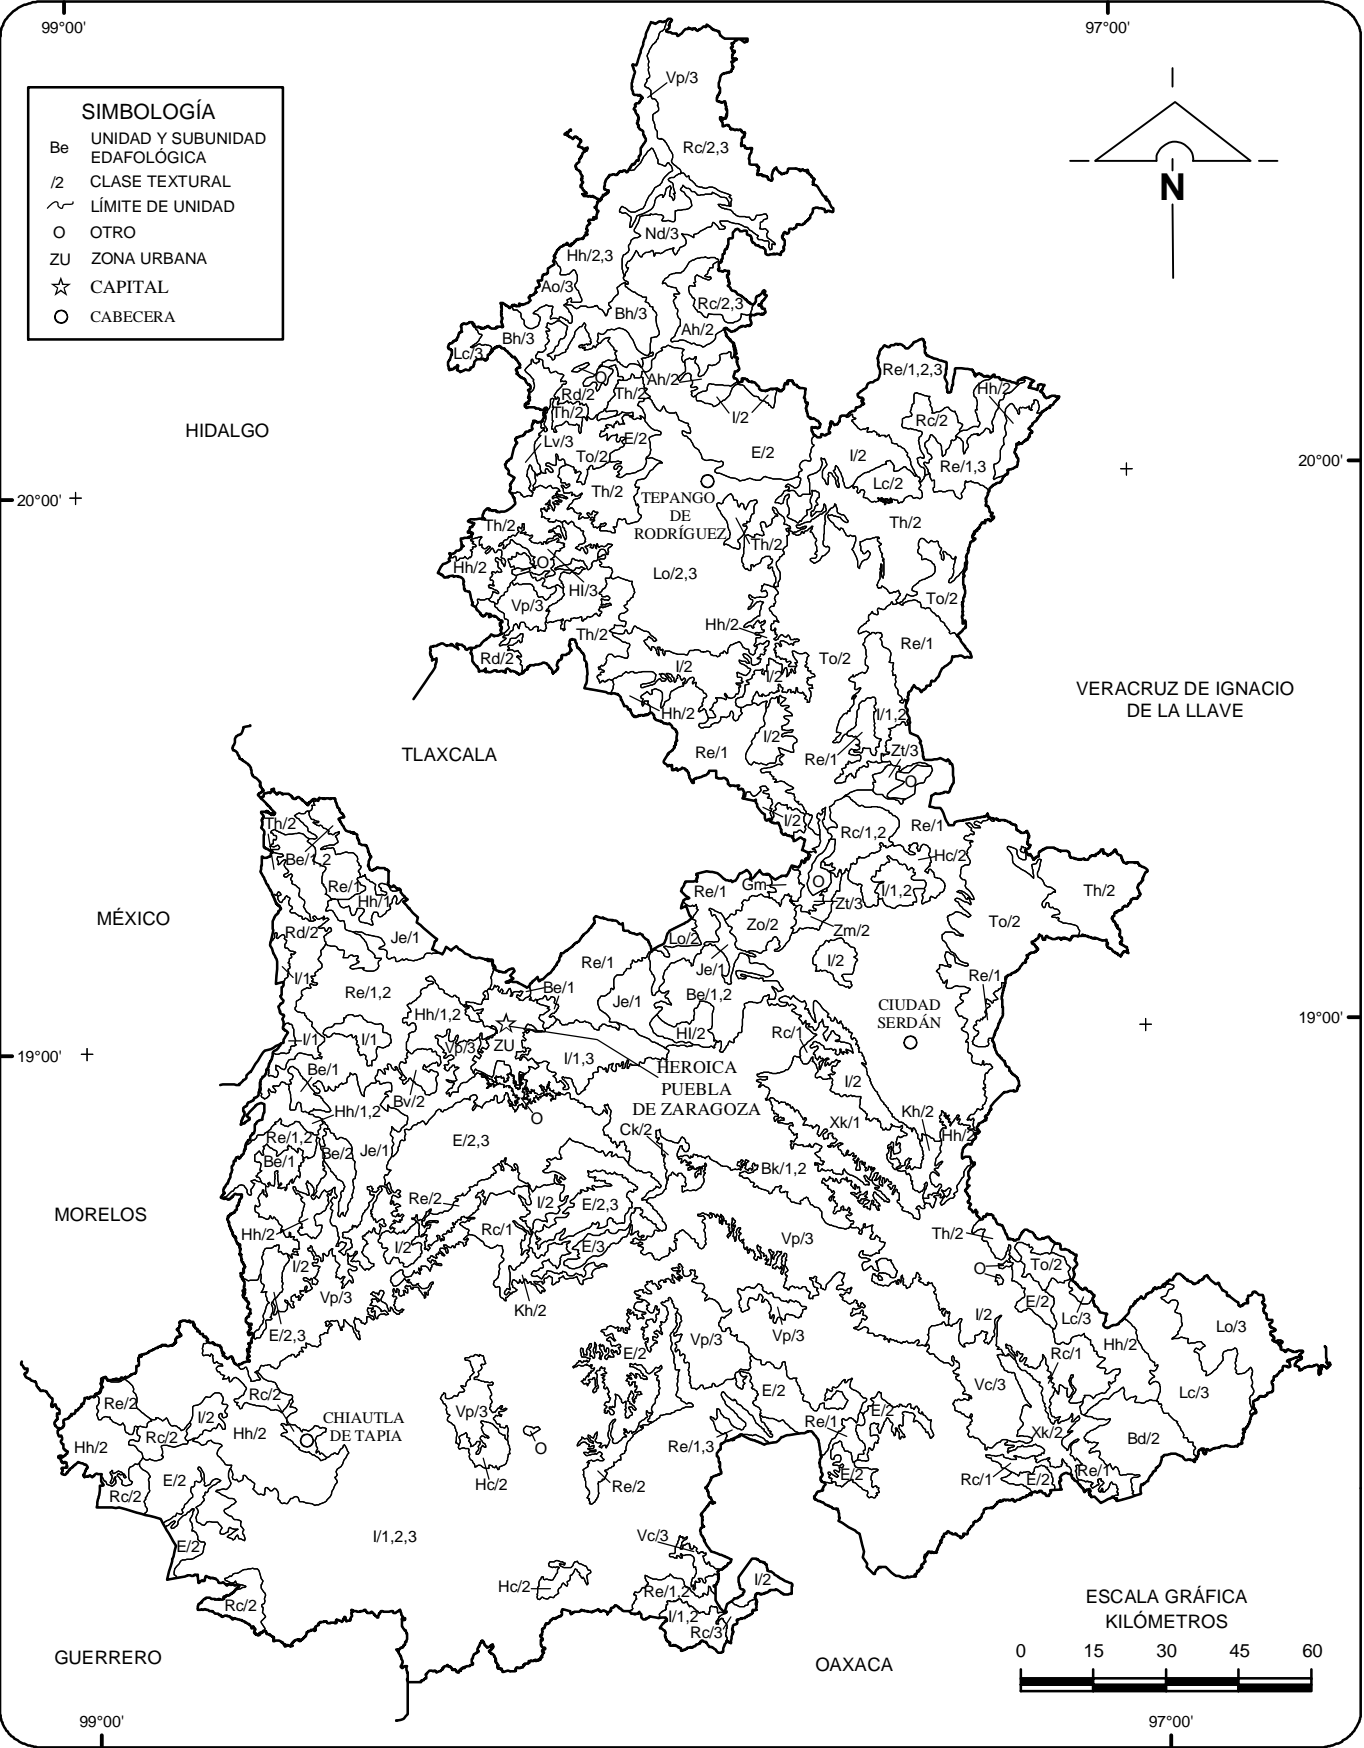 99°00'
97°00'
SIMBOLOGÍA
Be UNIDAD Y SUBUNIDAD
EDAFOLÓGICA
/2 CLASE TEXTURAL
LÍMITE DE UNIDAD
O OTRO
ZU ZONA URBANA
CAPITAL
CABECERA
N
Vp/3
Rc/2,3
Nd/3
Hh/2,3
Ao/3
Rc/2,3
Bh/3
Ah/2
Bh/3
Lc/3
Re/1,2,3
Ah/2
Hh/2
O
Rd/2
Th/2
I/2
Rc/2
Th/2
HIDALGO
Lv/3
E/2
E/2
I/2
To/2
Re/1,3
20°00'
Lc/2
20°00'
Th/2
TEPANGO
DE
RODRÍGUEZ
Th/2
Th/2
Th/2
O
O
Hh/2
Lo/2,3
Hl/3
Vp/3
To/2
Hh/2
Th/2
Re/1
Rd/2
I/2
To/2
I/2
VERACRUZ DE IGNACIO
DE LA LLAVE
Hh/2
I/1,2
I/2
Re/1
Re/1
Zt/3
TLAXCALA
O
I/2
Rc/1,2
Re/1
Th/2
Be/1,2
Hc/2
Re/1
Hh/1
Re/1
Gm
O
I/1,2
Th/2
Zt/3
MÉXICO
Rd/2
Je/1
Lo/2
Zo/2
Zm/2
To/2
Re/1
I/2
Je/1
I/1
Re/1,2
Be/1
Je/1
Be/1,2
Re/1
Hh/1,2
CIUDAD
SERDÁN
19°00'
Hl/2
Rc/1
I/1
I/1
Vp/3
ZU
I/1,3
19°00'
HEROICA
PUEBLA
DE ZARAGOZA
Be/1
I/2
Bv/2
Hh/1,2
O
Xk/1
Kh/2
Re/1,2
Be/2
Je/1
E/2,3
Ck/2
Hh/2
Be/1
Bk/1,2
MORELOS
Re/2
I/2
E/2,3
Rc/1
Hh/2
I/2
E/3
Vp/3
Th/2
I/2
To/2
O
Vp/3
Kh/2
E/2
I/2
Lc/3
E/2,3
Vp/3
Vp/3
Hh/2
Lo/3
E/2
Rc/1
Rc/2
E/2
Vc/3
Lc/3
Re/2
I/2
Vp/3
CHIAUTLA
DE TAPIA
Re/1
E/2
Rc/2
Hh/2
Xk/2
Bd/2
Hh/2
O
Re/1,3
E/2
Hc/2
Re/2
E/2
Rc/1
E/2
Re/1
Rc/2
I/1,2,3
Vc/3
E/2
Hc/2
Re/1,2
I/2
Rc/2
I/1,2
Rc/3
ESCALA GRÁFICA
KILÓMETROS
0 15 30 45 60
GUERRERO
OAXACA
99°00'
97°00'